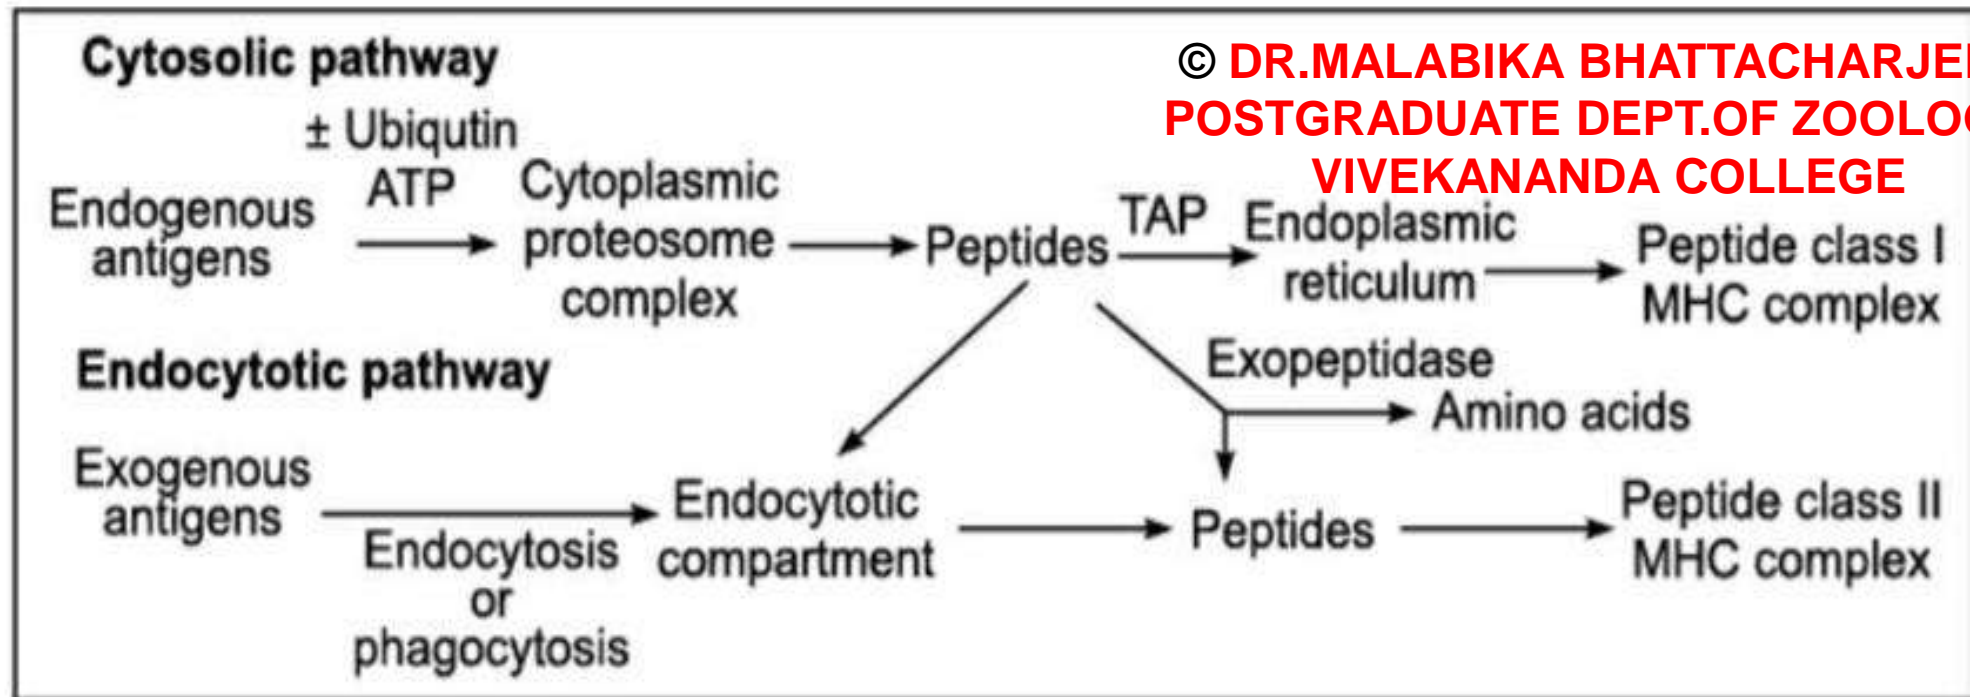 Cytosolic pathway
© DR.MALABIKA BHATTACHARJE
POSTGRADUATE DEPT.OF ZOOLO
VIVEKANANDA COLLEGE
± Ubiqutin
ATP
Endogenous
antigens
Cytoplasmic
proteosome
complex
Peptides
TAP
Endoplasmic
reticulum
Peptide class I
MHC complex
Exopeptidase
Amino acids
Endocytotic pathway
Exogenous
antigens
Endocytosis
or
phagocytosis
Endocytotic
compartment
Peptides
Peptide class II
MHC complex